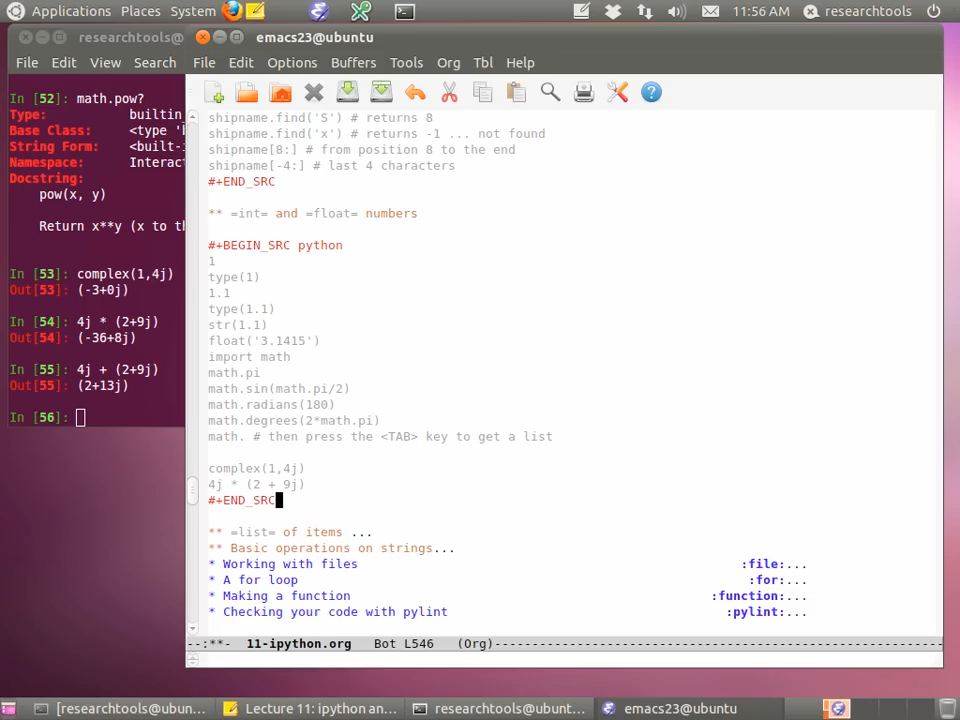 Applications Places System
11:56 AM researchtools
researchtools@
File Edit View Search
In [52]: math.pow?
Type: builtin
Base Class: <type 'b
String Form: <built-i
Namespace: Interact
Docstring:
pow(x, y)
Return x**y (x to th
In [53]: complex(1,4j)
Out[53]: (-3+0j)
In [54]: 4j * (2+9j)
Out[54]: (-36+8j)
In [55]: 4j + (2+9j)
Out[55]: (2+13j)
In [56]:
emacs23@ubuntu
File Edit Options Buffers Tools Org Tbl Help
shipname.find('S') # returns 8
shipname.find('x') # returns -1 ... not found
shipname[8:] # from position 8 to the end
shipname[-4:] # last 4 characters
#+END_SRC
** =int= and =float= numbers
#+BEGIN_SRC python
1
type(1)
1.1
type(1.1)
str(1.1)
float('3.1415')
import math
math.pi
math.sin(math.pi/2)
math.radians(180)
math.degrees(2*math.pi)
math. # then press the <TAB> key to get a list
complex(1,4j)
4j * (2 + 9j)
#+END_SRC
** =list= of items ...
** Basic operations on strings...
* Working with files :file:...
* A for loop :for:...
* Making a function :function:...
* Checking your code with pylint :pylint:...
--:**- 11-ipython.org Bot L546 (Org)----------------------------------------------------------
[researchtools@ubun... Lecture 11: ipython an... researchtools@ubunt... emacs23@ubuntu